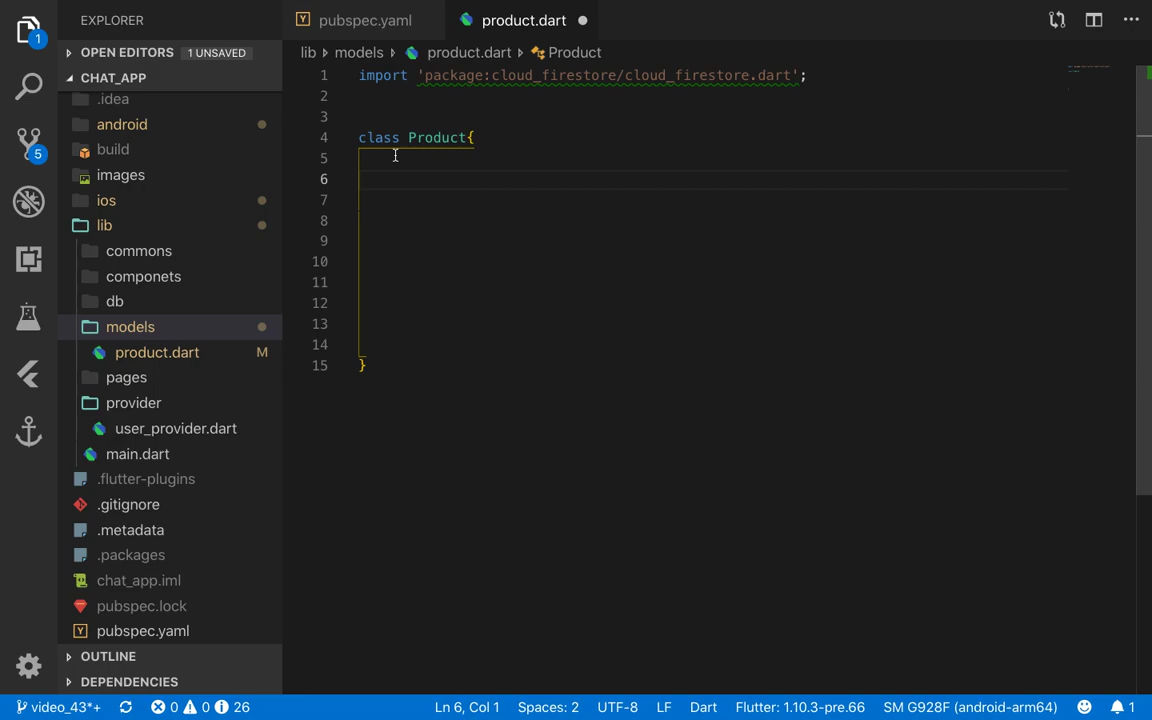 EXPLORER
pubspec.yaml
product.dart
1
OPEN EDITORS 1 UNSAVED
lib models product.dart Product
CHAT_APP
1 import 'package:cloud_firestore/cloud_firestore.dart';
.idea
2
android
3
5
build
4 class Product{
images
5
6
ios
7
lib
8
commons
9
componets
10
db
11
models
12
product.dart M
13
pages
14
provider
15 }
user_provider.dart
main.dart
.flutter-plugins
.gitignore
.metadata
.packages
chat_app.iml
pubspec.lock
pubspec.yaml
OUTLINE
DEPENDENCIES
video_43*+ 0 0 26 Ln 6, Col 1 Spaces: 2 UTF-8 LF Dart Flutter: 1.10.3-pre.66 SM G928F (android-arm64) 1